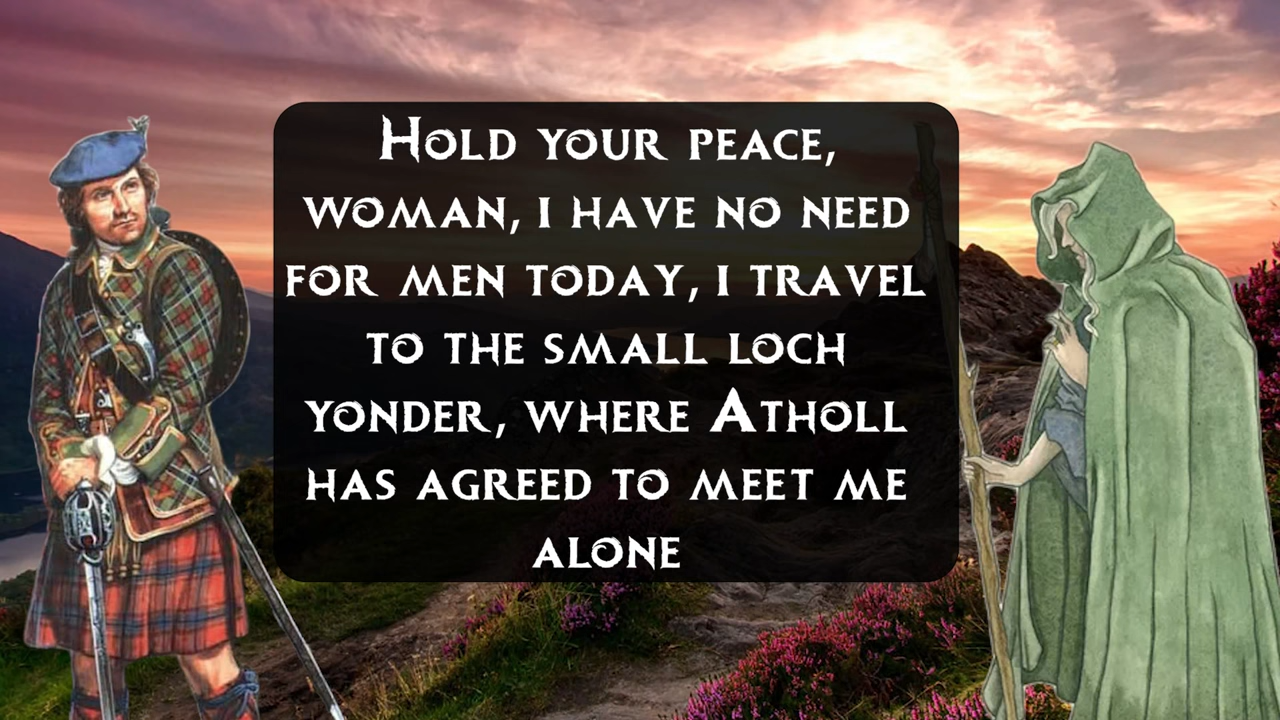 Hold your peace,
woman, i have no need
for men today, i travel
to the small loch
yonder, where Atholl
has agreed to meet me
alone